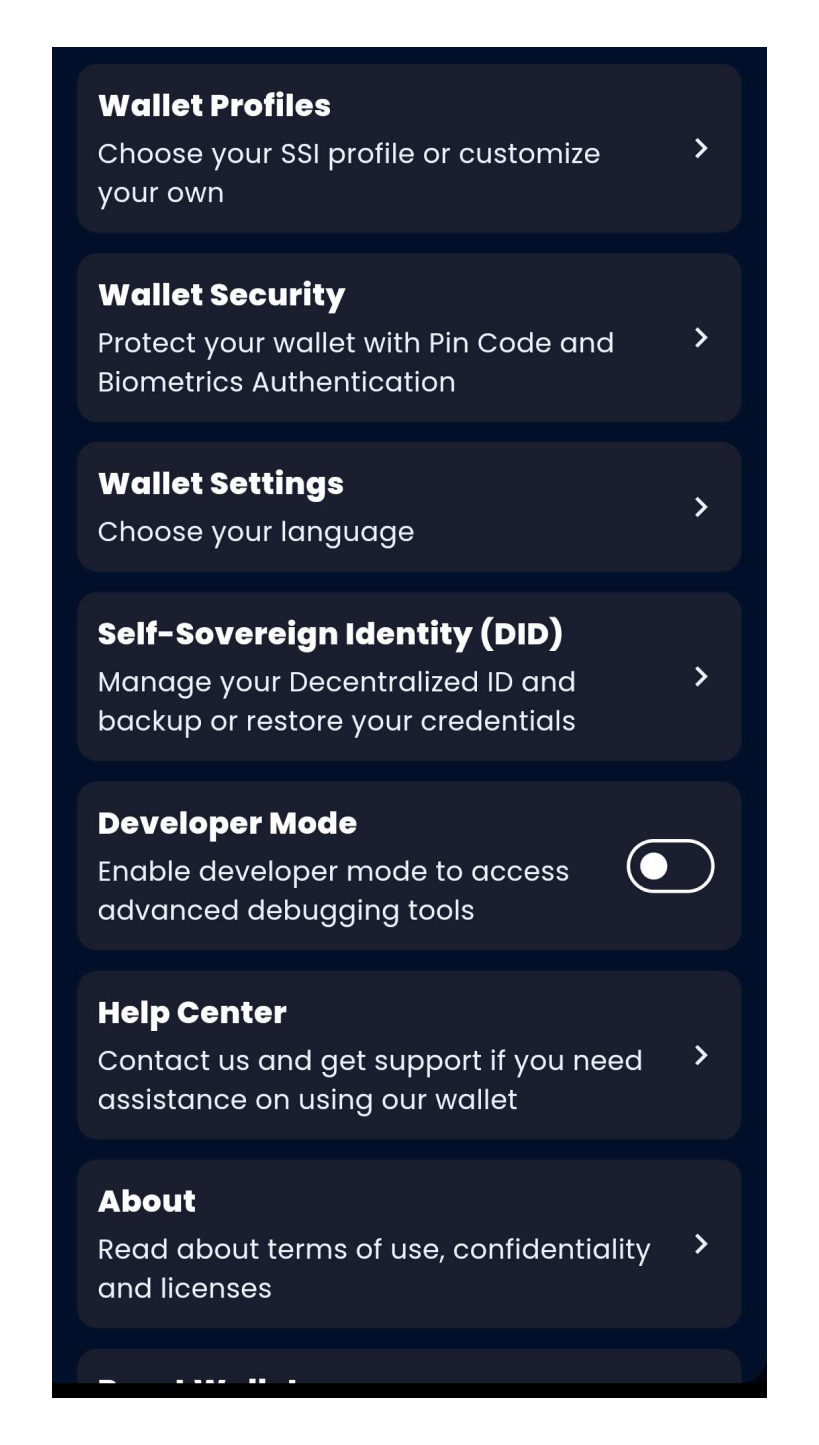 Wallet Profiles
Choose your SSI profile or customize
your own
Wallet Security
Protect your wallet with Pin Code and
Biometrics Authentication
Wallet Settings
Choose your language
Self-Sovereign Identity (DID)
Manage your Decentralized ID and
backup or restore your credentials
Developer Mode
Enable developer mode to access
advanced debugging tools
Help Center
Contact us and get support if you need
assistance on using our wallet
About
Read about terms of use, confidentiality
and licenses